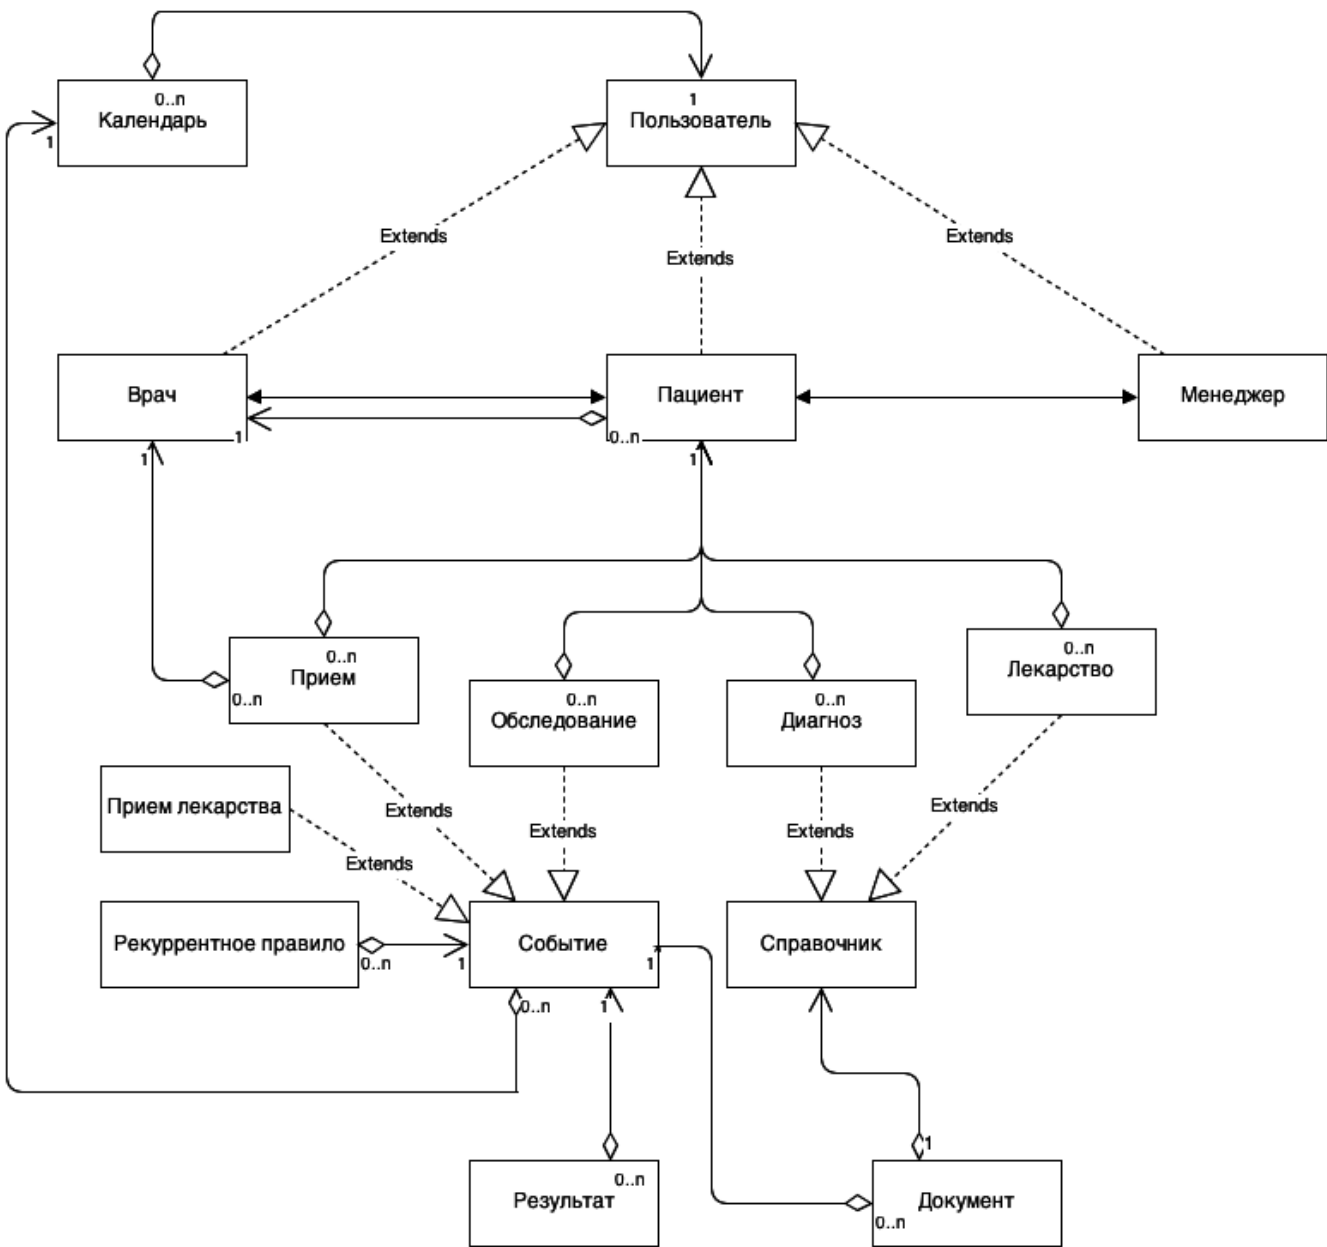 0..n
Календарь
1
1
Пользователь
Extends
Extends
Extends
Врач
1
Пациент
0..n
Менеджер
1
1
0..n
Прием
0..n
0..n
Обследование
0..n
Диагноз
0..n
Лекарство
Прием лекарства
Extends
Extends
Extends
Extends
Extends
Рекуррентное правило
0..n
1
Событие
1
0..n
1
Справочник
0..n
Результат
1
Документ
0..n